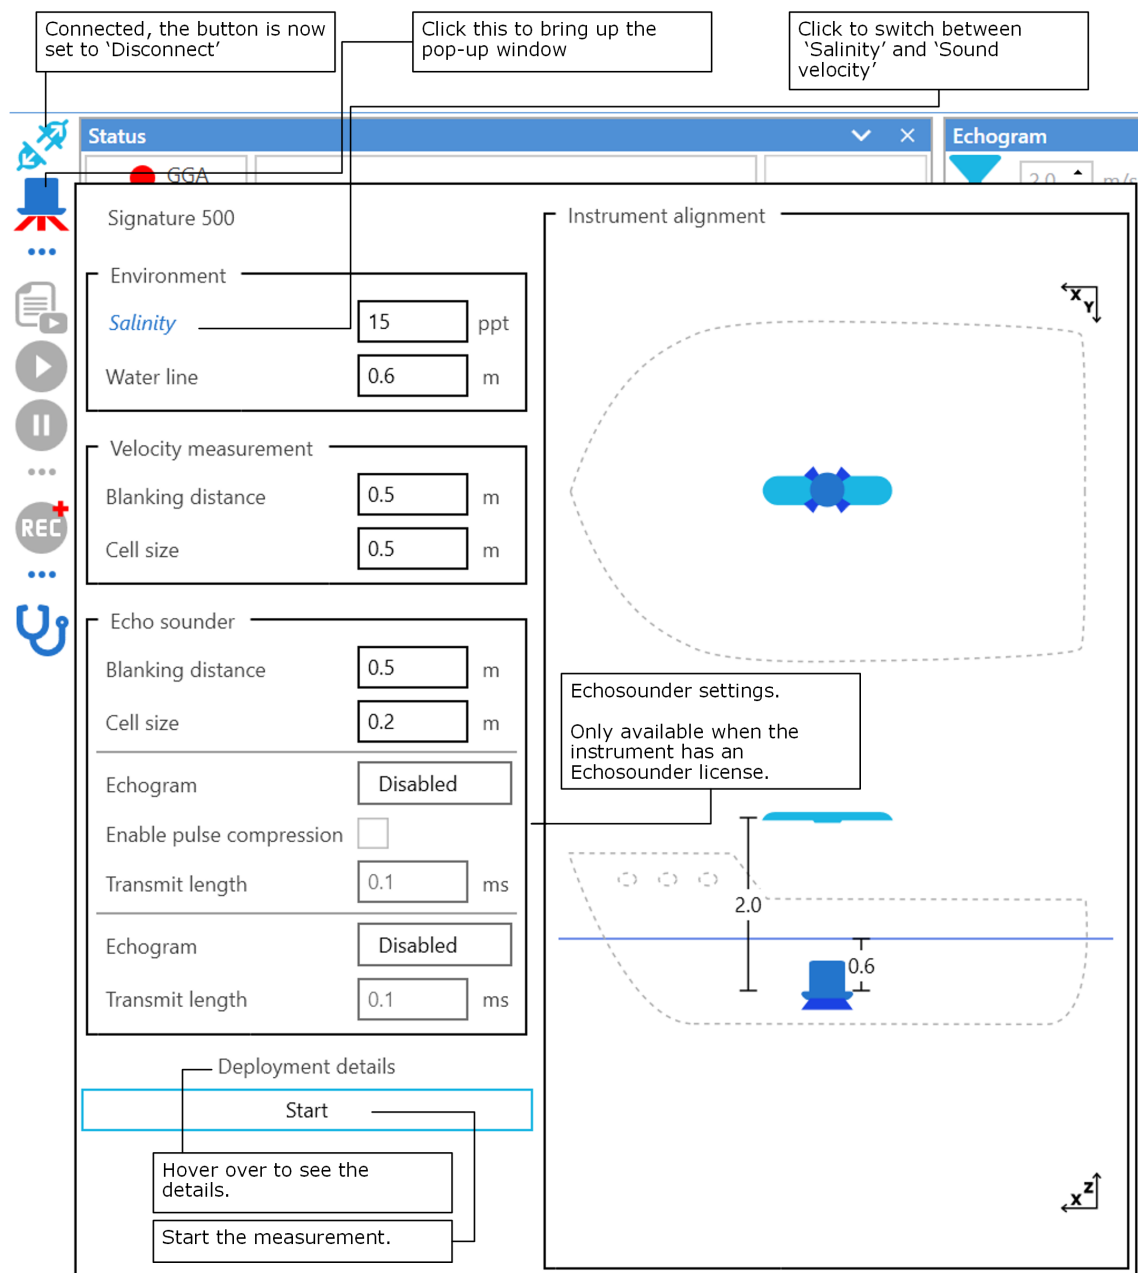 Connected, the button is now
set to ‘Disconnect’
Click this to bring up the
pop-up window
Click to switch between
‘Salinity’ and ‘Sound
velocity’
Status
Echogram
GGA
2.0
m/s
Signature 500
Instrument alignment
Environment
Salinity
15
ppt
Water line
0.6
m
X
Y
Velocity measurement
Blanking distance
0.5
m
Cell size
0.5
m
REC
Echo sounder
Blanking distance
0.5
m
Cell size
0.2
m
Echosounder settings.
Only available when the
instrument has an
Echosounder license.
Echogram
Disabled
Enable pulse compression
Transmit length
0.1
ms
Echogram
Disabled
Transmit length
0.1
ms
2.0
0.6
Deployment details
Start
Hover over to see the
details.
Start the measurement.
Z
X